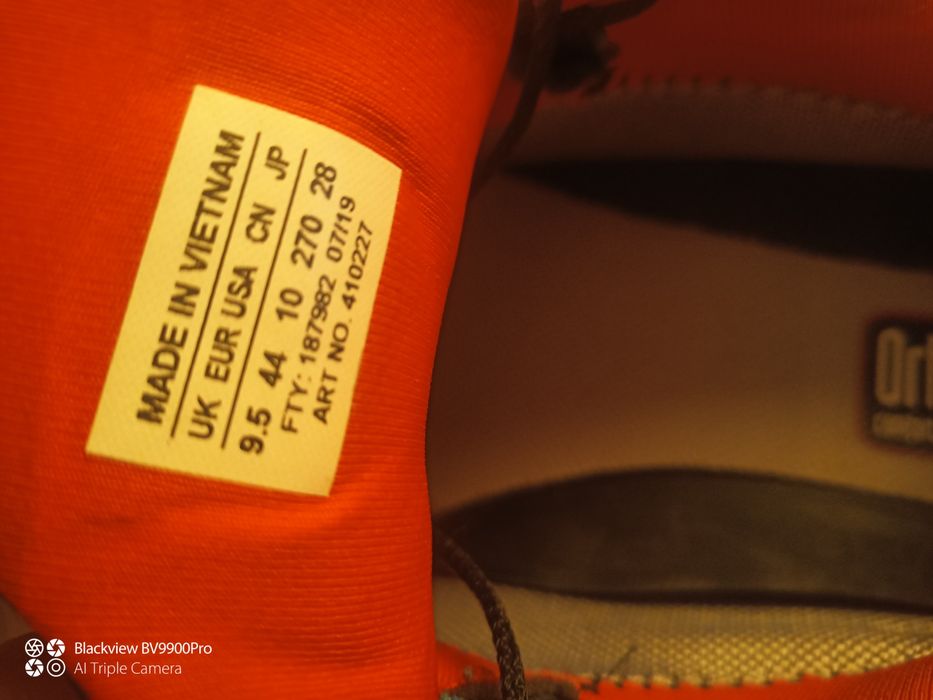 MADE IN VIETNAM
UK EUR USA CN JP
9.5 44 10 270 28
FTY: 187982 07/19
ART NO. 410227
Blackview BV9900Pro
AI Triple Camera